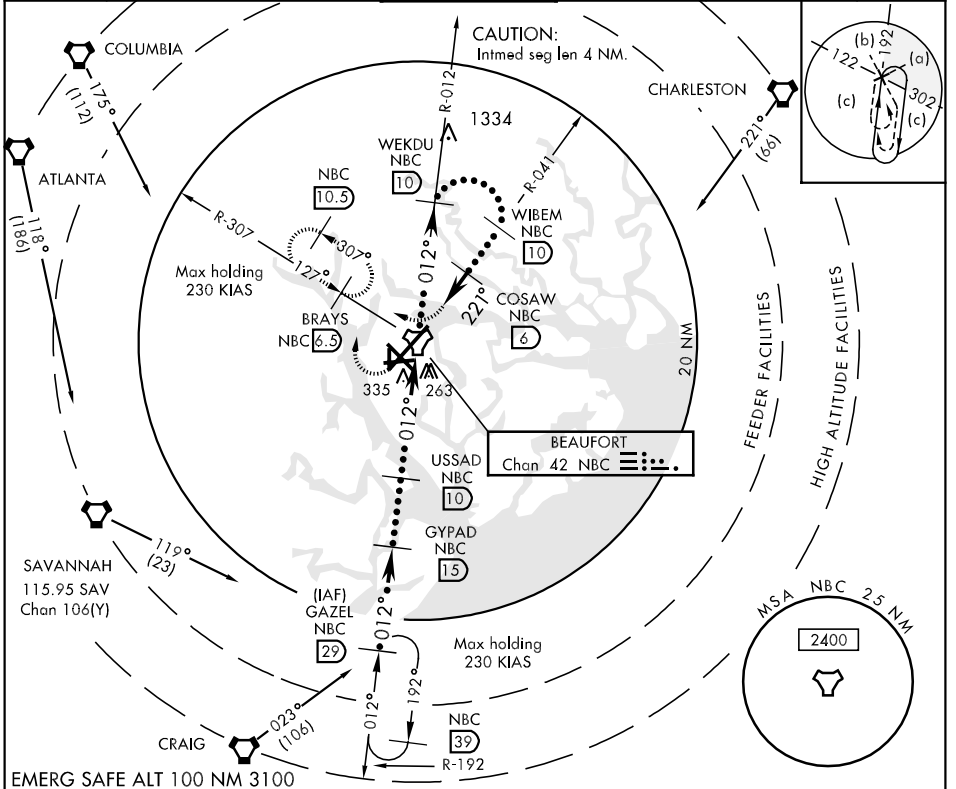 COLUMBIA
175°
(112)
ATLANTA
118°
(186)
CAUTION:
Intmed seg len 4 NM.
R-012
1334
CHARLESTON
221°
(66)
(b)
192
(a)
122
302
(c)
(c)
WEKDU
NBC
10
NBC
10.5
R-041
WIBEM
NBC
10
R-307
307°
127°
012°
Max holding
230 KIAS
221°
COSAW
NBC
6
BRAYS
NBC 6.5
335
263
20 NM
FEEDER FACILITIES
HIGH ALTITUDE FACILITIES
012°
BEAUFORT
Chan 42 NBC
USSAD
NBC
10
GYPAD
NBC
15
SAVANNAH
115.95 SAV
Chan 106(Y)
119°
(23)
(IAF)
GAZEL
NBC
29
012°
Max holding
230 KIAS
012°
192°
NBC
39
R-192
CRAIG
023°
(106)
MSA NBC 25 NM
2400
EMERG SAFE ALT 100 NM 3100